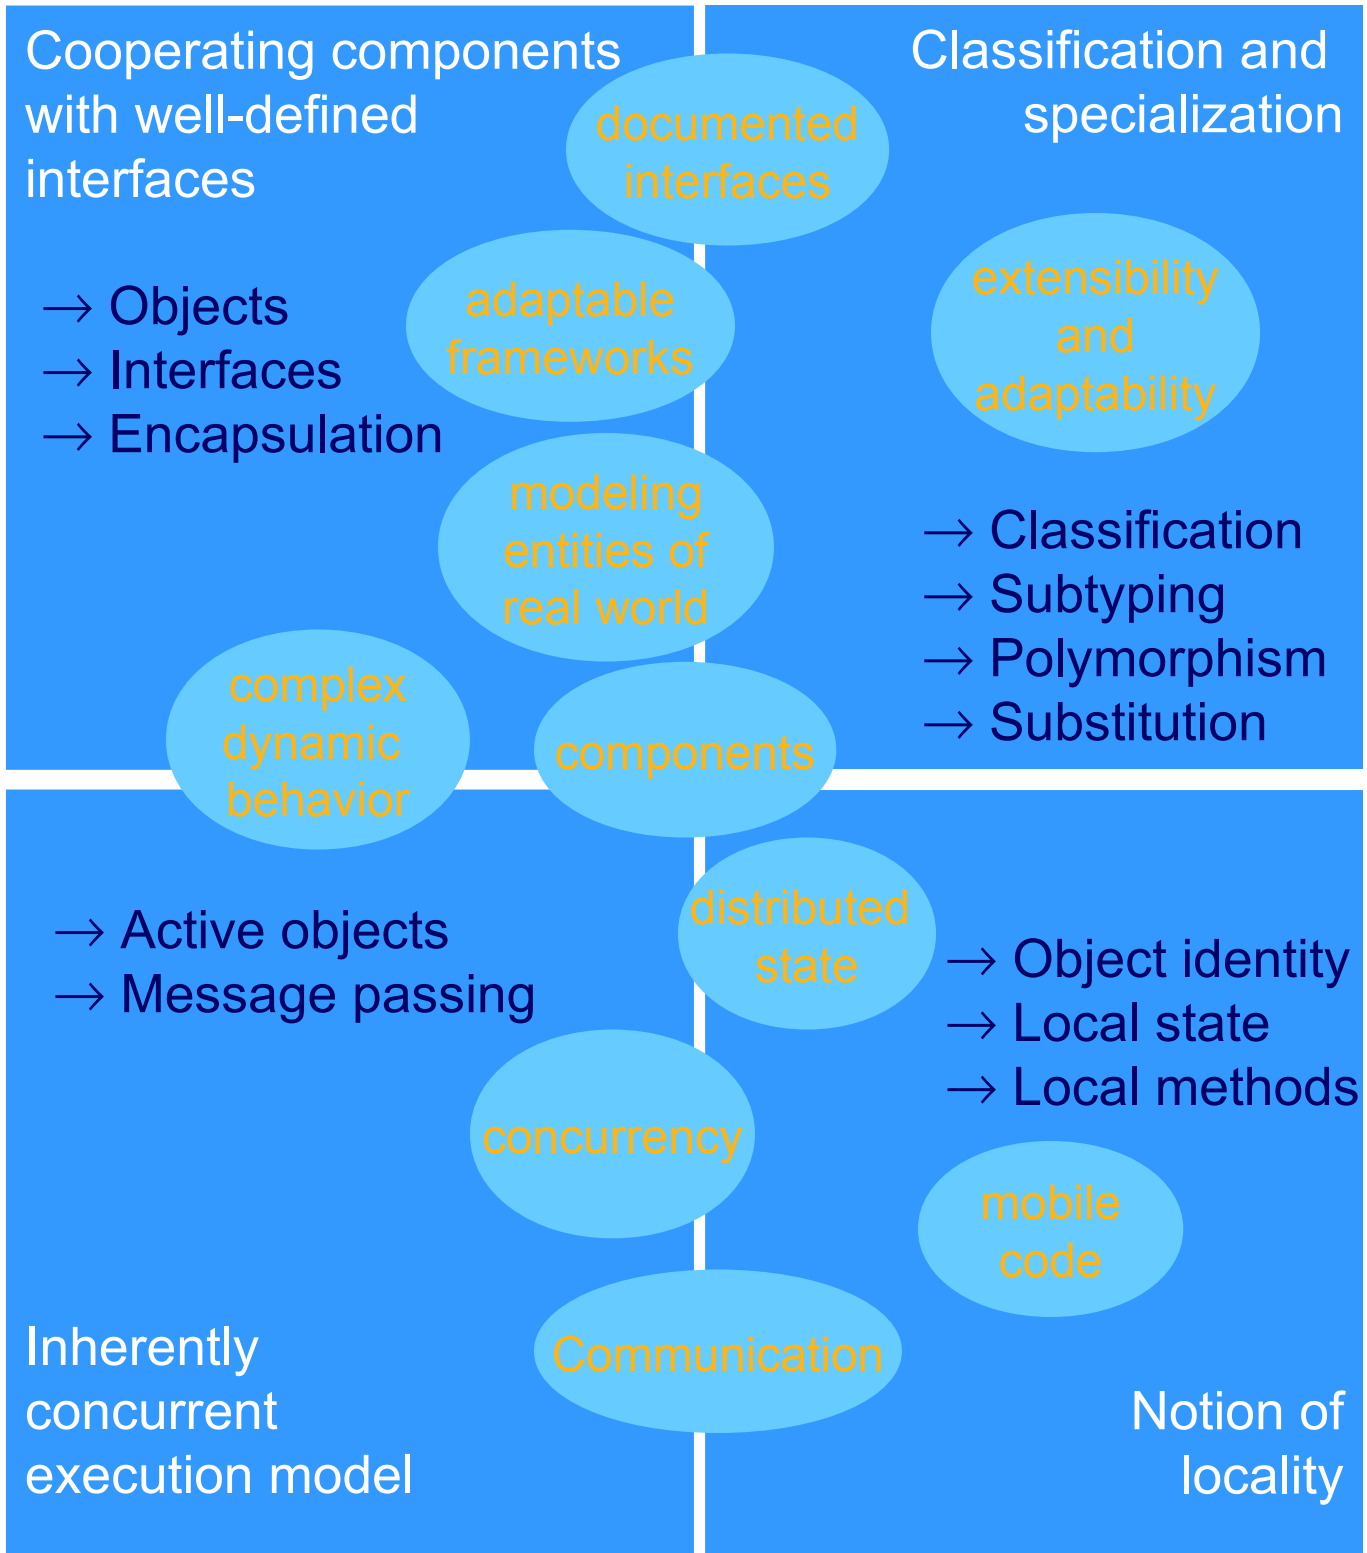 Cooperating components
with well-defined
interfaces
Classification and
specialization
documented
interfaces
adaptable
frameworks
extensibility
and
adaptability
→ Objects
→ Interfaces
→ Encapsulation
modeling
entities of
real world
→ Classification
→ Subtyping
→ Polymorphism
→ Substitution
complex
dynamic
behavior
components
distributed
state
→ Active objects
→ Message passing
→ Object identity
→ Local state
→ Local methods
concurrency
mobile
code
Communication
Inherently
concurrent
execution model
Notion of
locality